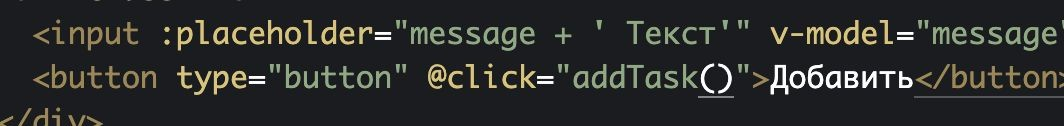 <input :placeholder="message + ' Текст'" v-model="message"
<button type="button" @click="addTask()">Добавить</button>
</div>